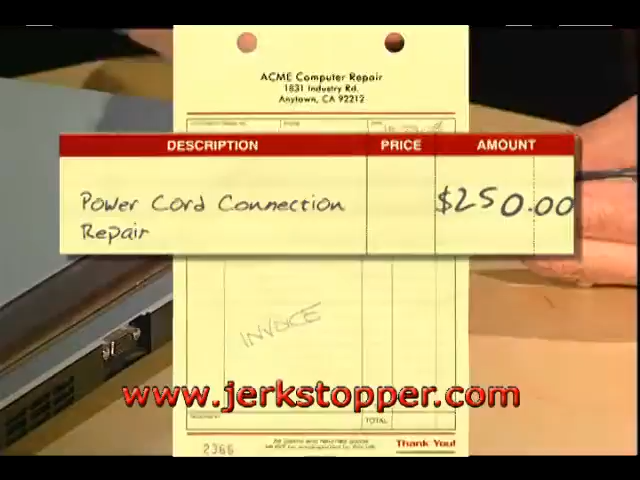 ACME Computer Repair
1831 Industry Rd.
Anytown, CA 92212
DESCRIPTION PRICE AMOUNT
Power Cord Connection $250.00
Repair
INVOICE
www.jerkstopper.com
TOTAL
2366
Thank You!